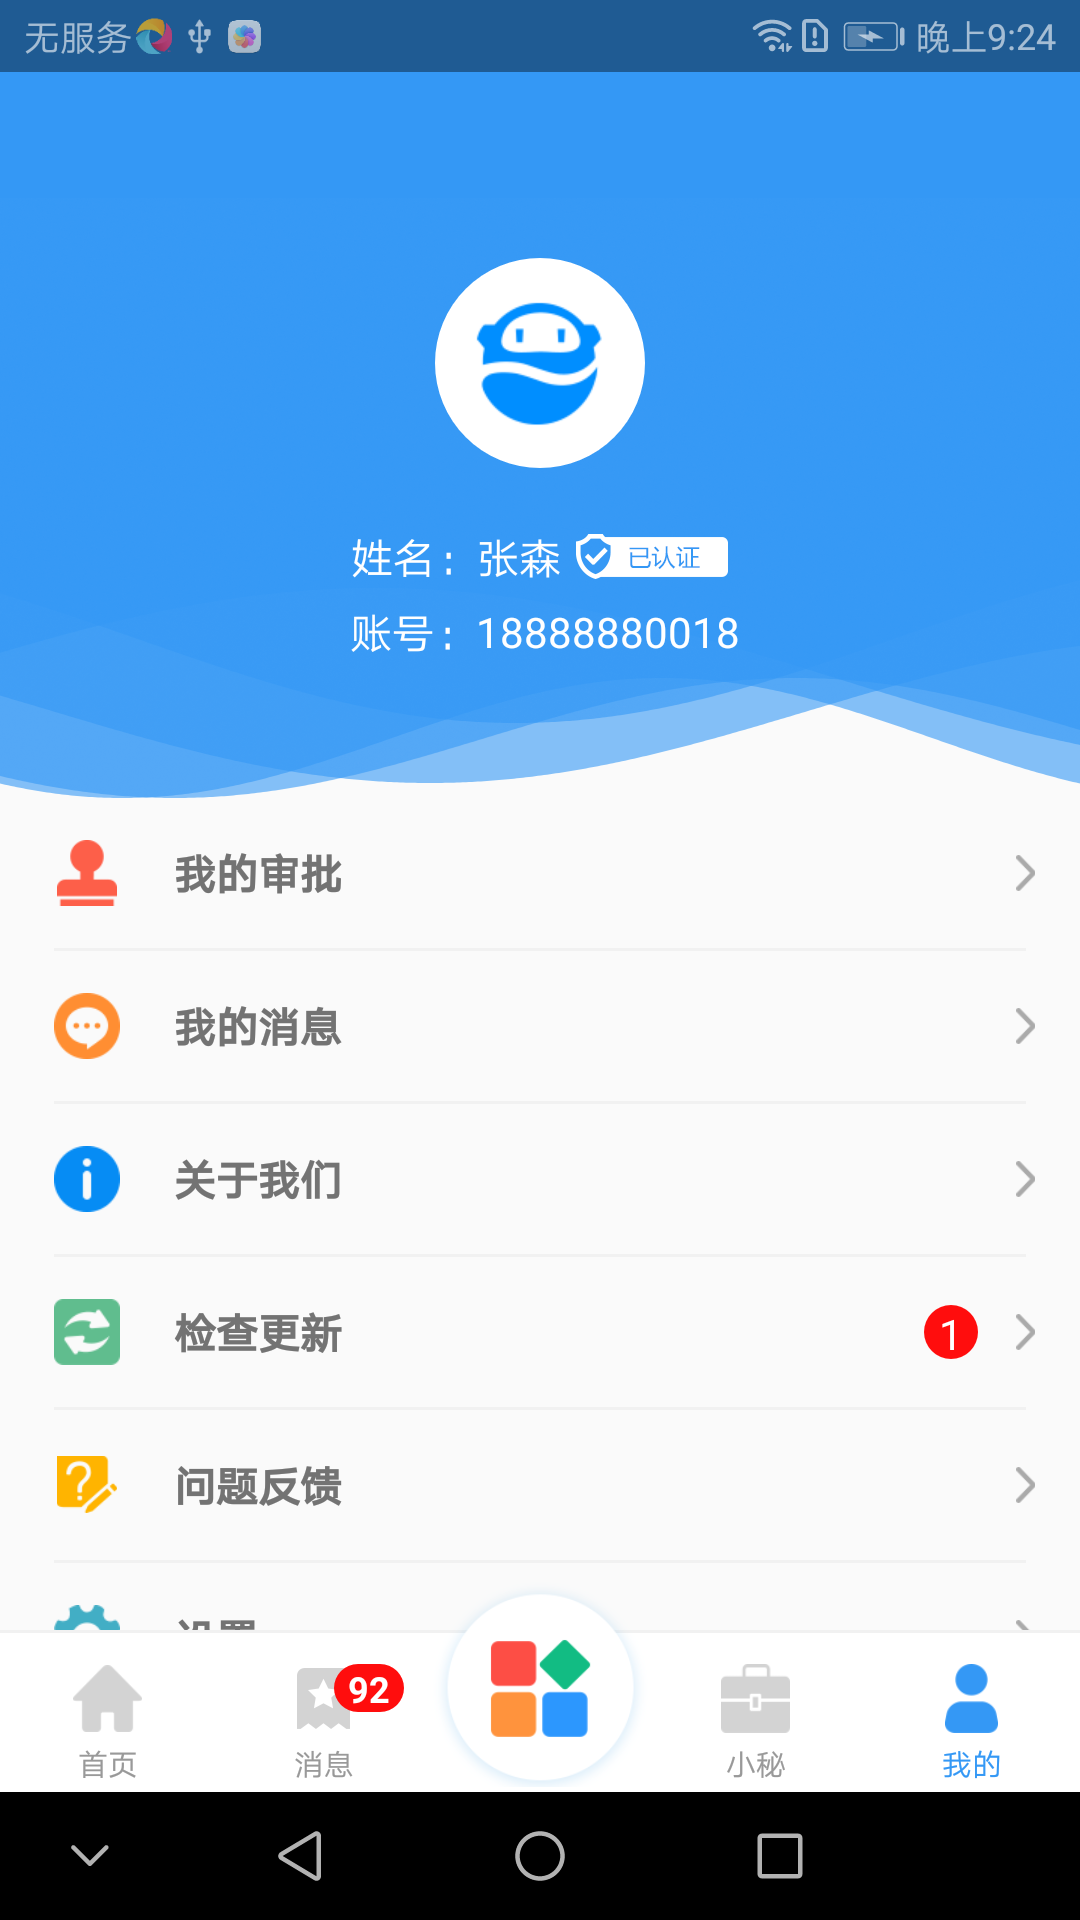 无服务 晚上9:24
姓名：张森 已认证
账号：18888880018
我的审批
我的消息
关于我们
检查更新 1
问题反馈
设置
92
首页 消息 小秘 我的